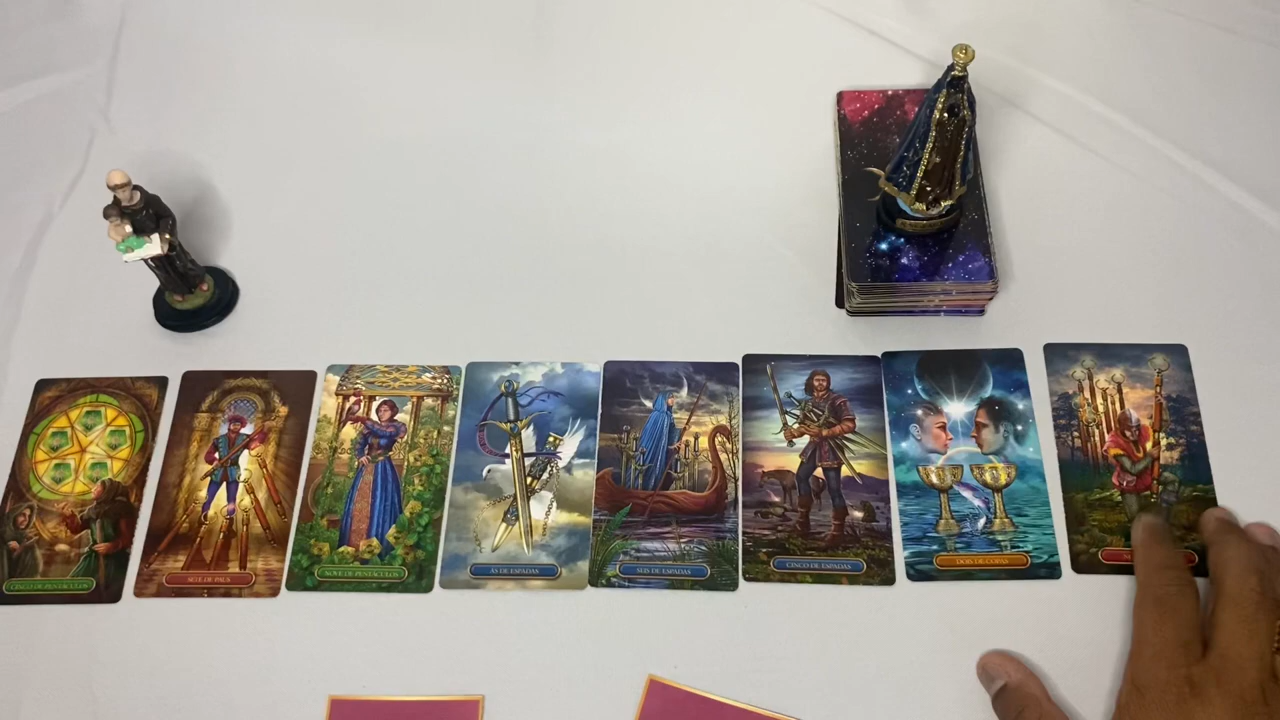 CINCO DE PENTÁCULOS
SETE DE PAUS
NOVE DE PENTÁCULOS
ÁS DE ESPADAS
SEIS DE ESPADAS
CINCO DE ESPADAS
DOIS DE COPAS